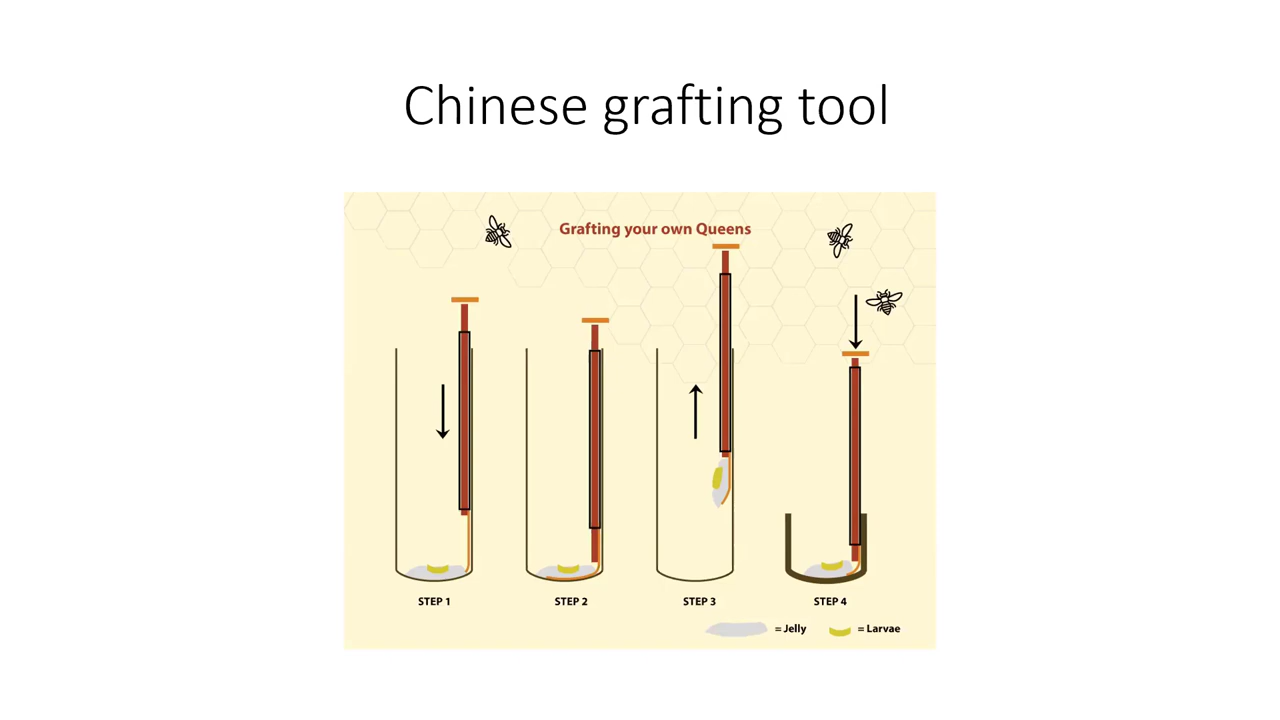 Chinese grafting tool
Grafting your own Queens
STEP 1
STEP 2
STEP 3
STEP 4
= Jelly
= Larvae